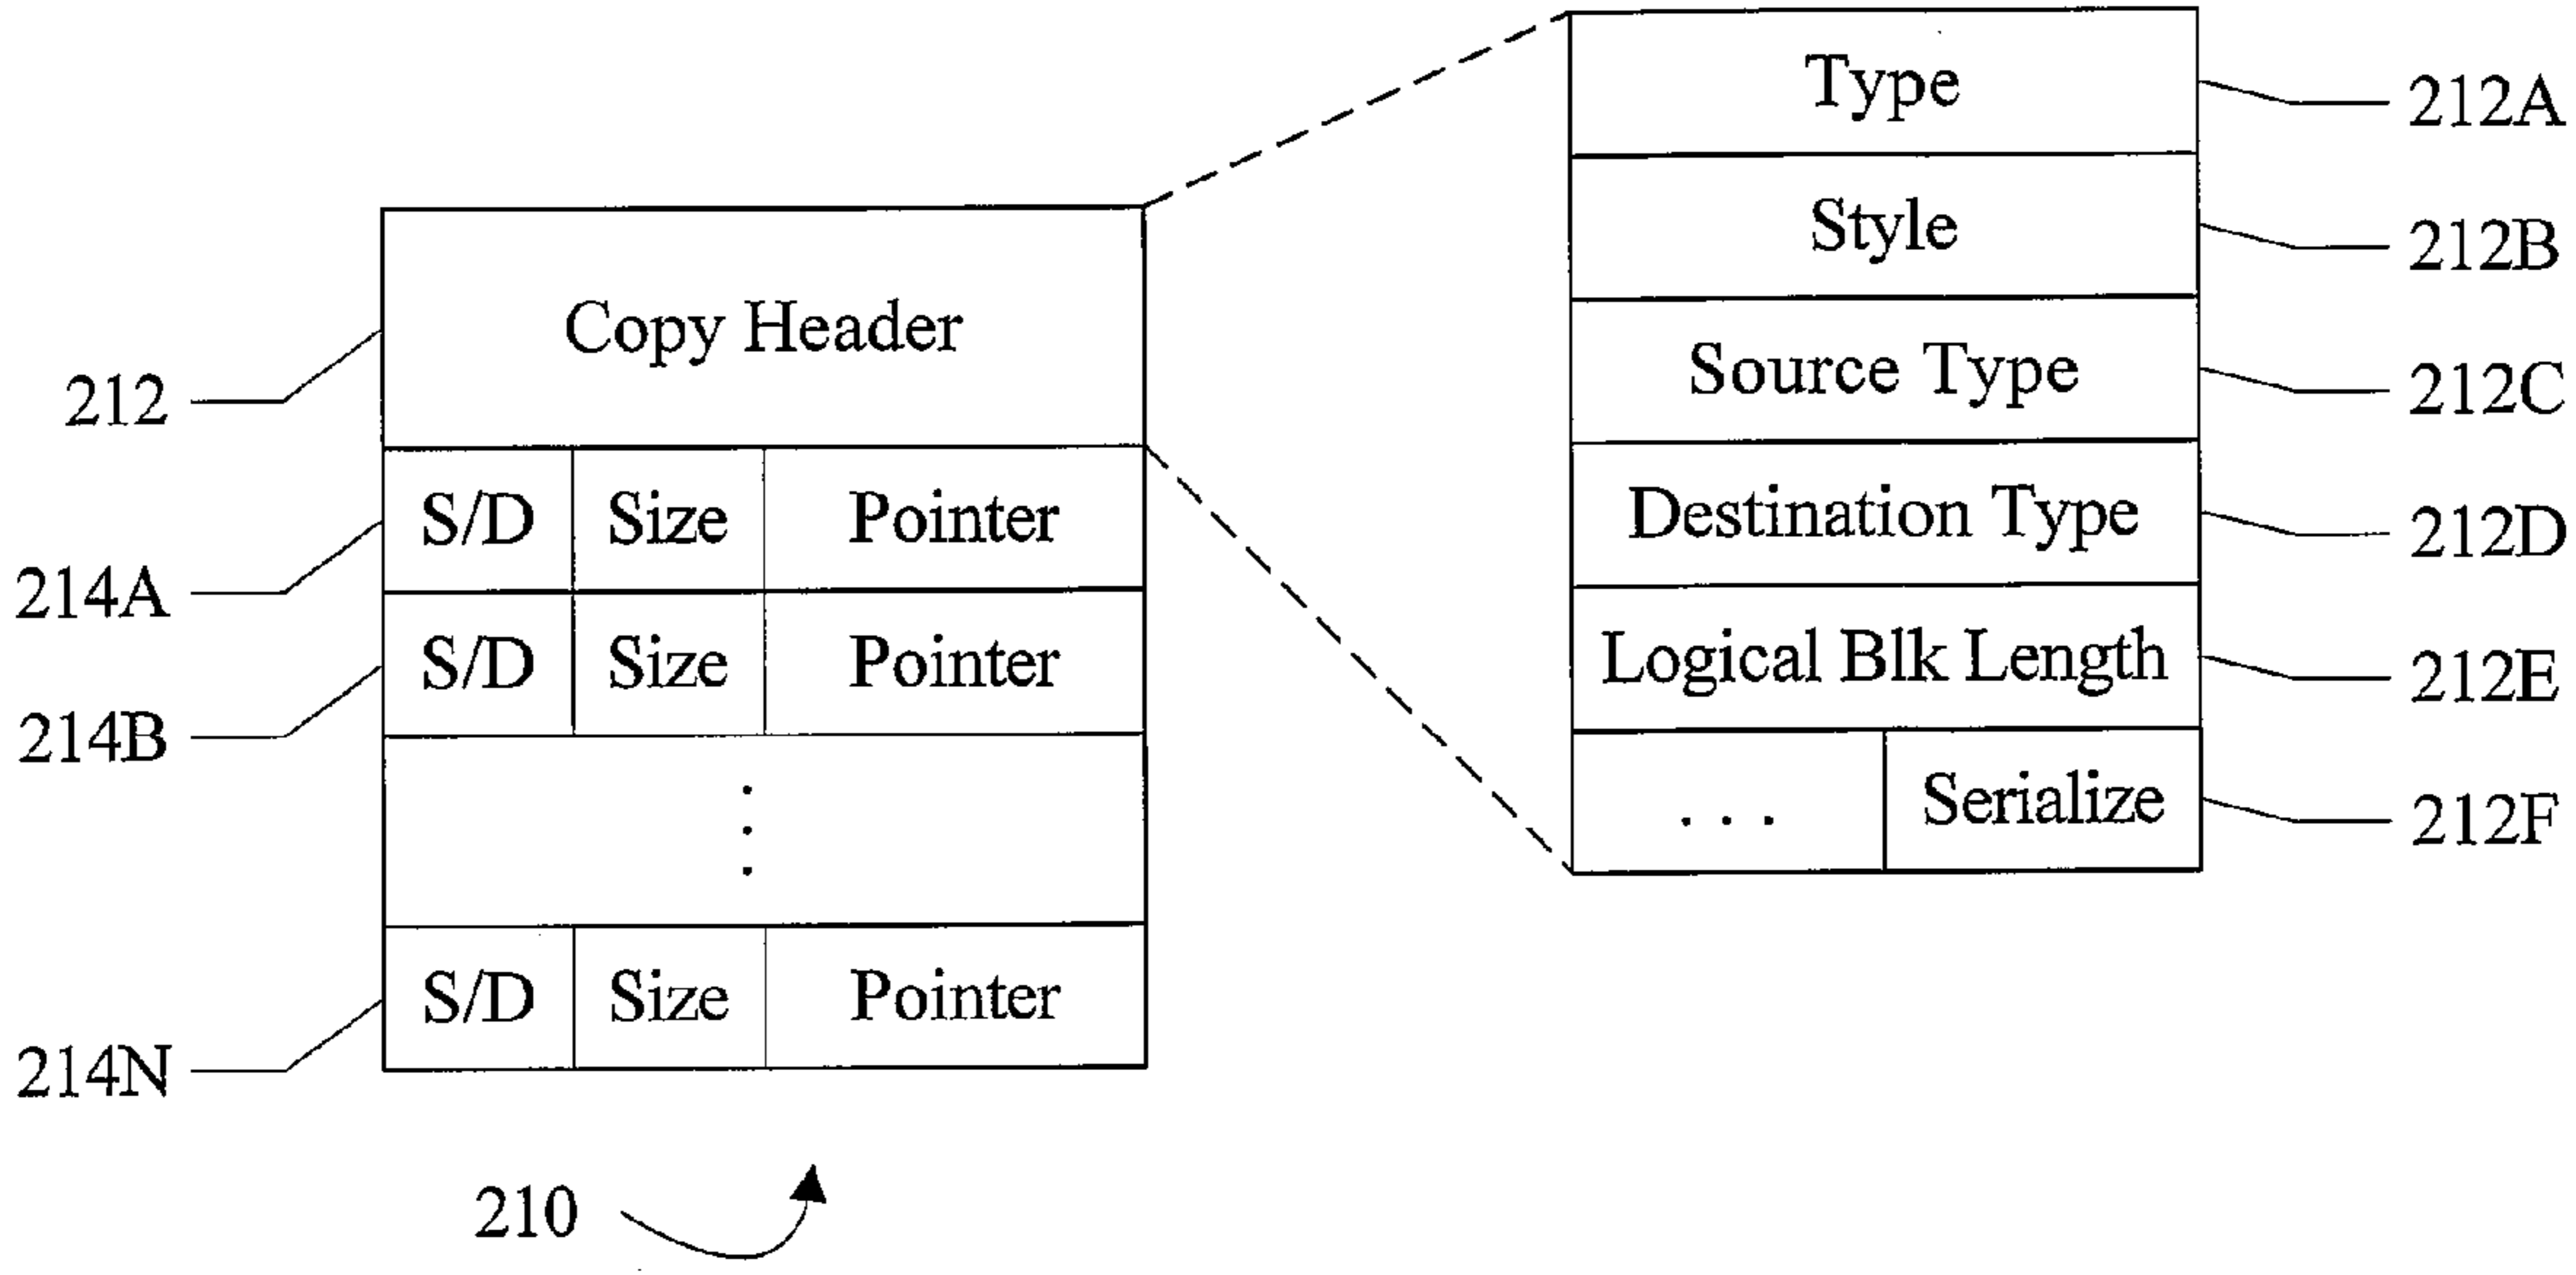 Copy Header
212
S/D Size Pointer
214A
S/D Size Pointer
214B
.
.
.
S/D Size Pointer
214N
210
Type
212A
Style
212B
Source Type
212C
Destination Type
212D
Logical Blk Length
212E
. . . Serialize
212F